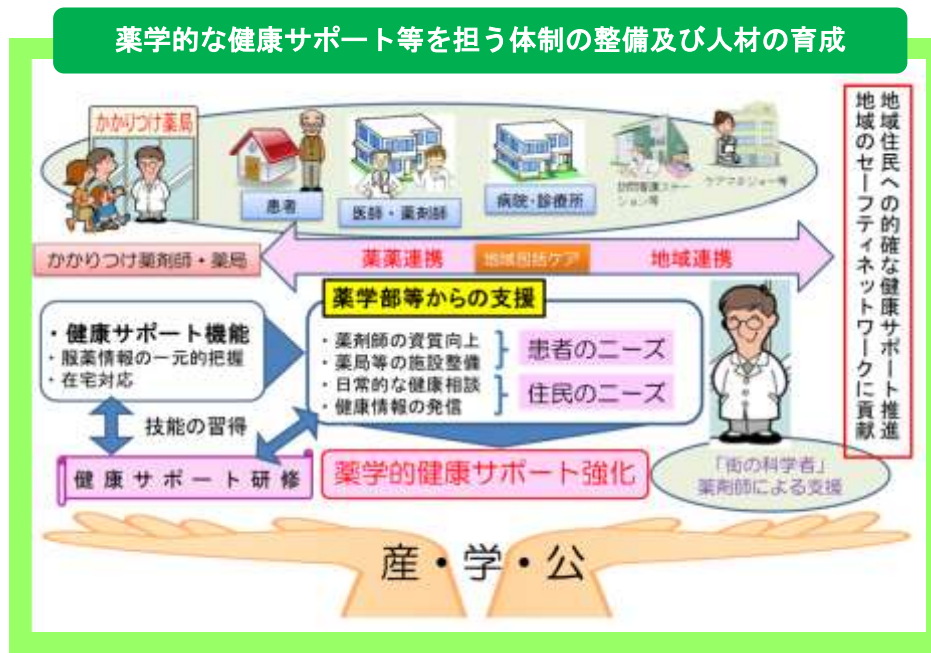 薬学的な健康サポート等を担う体制の整備及び人材の育成
かかりつけ薬局
患者
医師・薬剤師
病院・診療所
訪問看護ステー
ション等
ケアマネジャー等
地域住民への的確な健康サポート推進
地域のセーフティネットワークに貢献
かかりつけ薬剤師・薬局
薬薬連携
地域包括ケア
地域連携
薬学部等からの支援
・健康サポート機能
・服薬情報の一元的把握
・在宅対応
・薬剤師の資質向上
・薬局等の施設整備
・日常的な健康相談
・健康情報の発信
患者のニーズ
住民のニーズ
技能の習得
健康サポート研修
薬学的健康サポート強化
「街の科学者」
薬剤師による支援
産・学・公